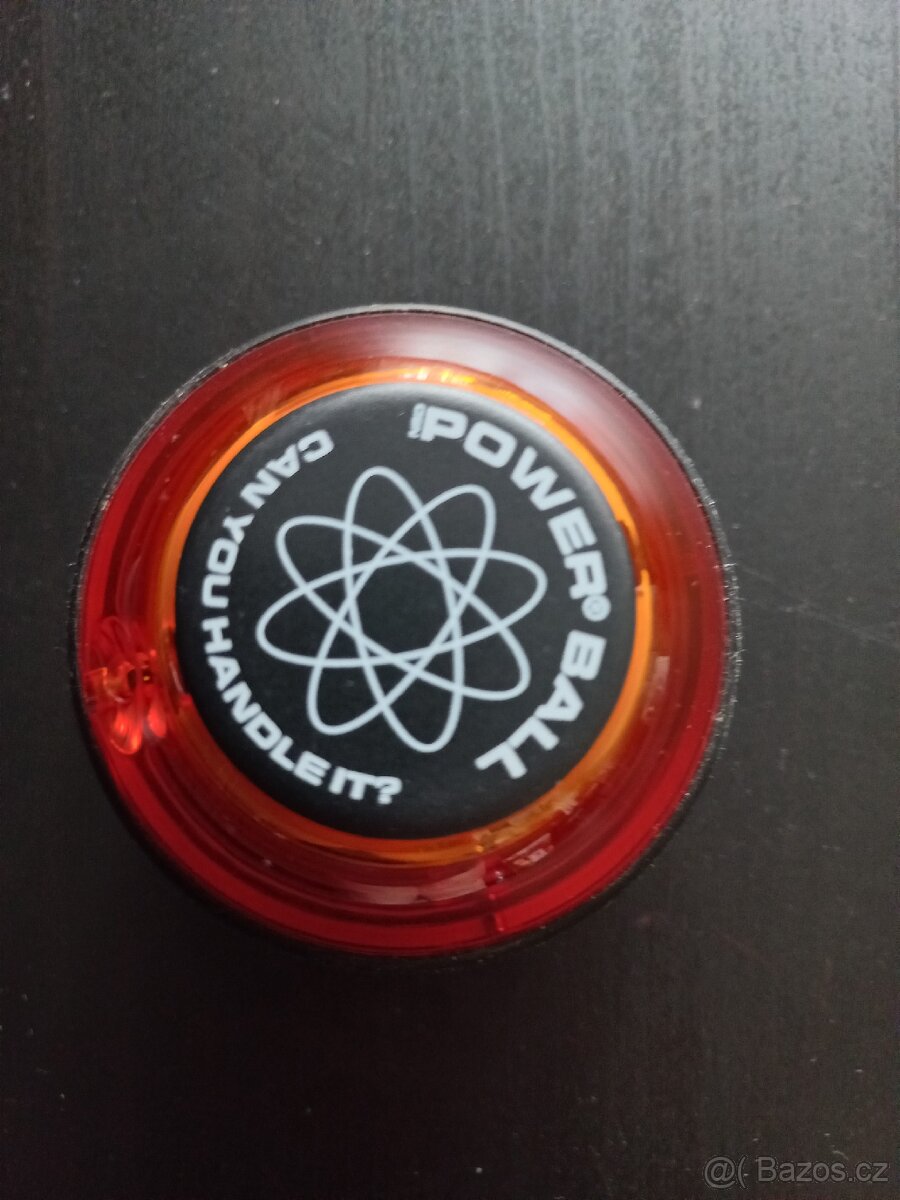 POWER® BALL
CAN YOU HANDLE IT?
@( Bazos.cz